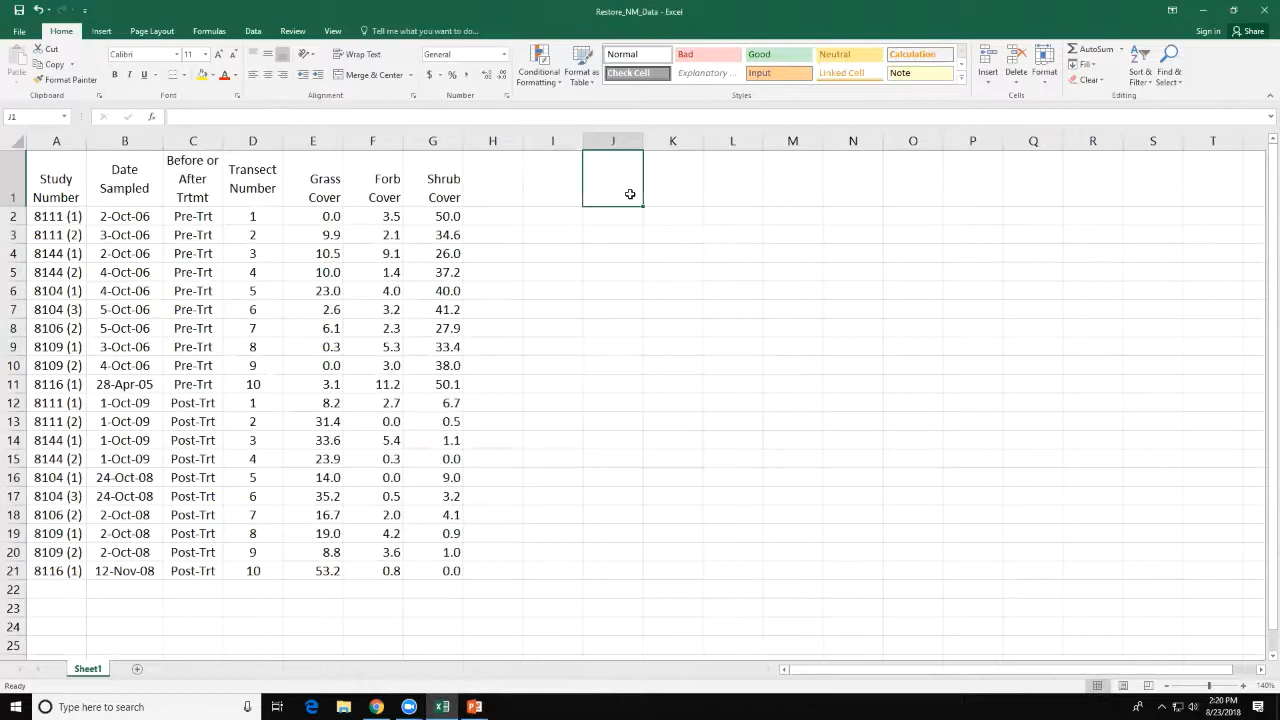 Restore_NM_Data - Excel
File Home Insert Page Layout Formulas Data Review View Tell me what you want to do... Sign in Share
Cut
Copy
Format Painter
Paste
Clipboard
Calibri 11
B I U
Font
Wrap Text
Merge & Center
Alignment
General
$ % ,
Number
Conditional Formatting
Format as Table
Normal Bad Good Neutral Calculation
Check Cell Explanatory ... Input Linked Cell Note
Styles
Insert Delete Format
Cells
AutoSum
Fill
Clear
Sort & Filter
Find & Select
Editing
J1
fx
A B C D E F G H I J K L M N O P Q R S T
1 Study Number Date Sampled Before or After Trtmt Transect Number Grass Cover Forb Cover Shrub Cover
2 8111 (1) 2-Oct-06 Pre-Trt 1 0.0 3.5 50.0
3 8111 (2) 3-Oct-06 Pre-Trt 2 9.9 2.1 34.6
4 8144 (1) 2-Oct-06 Pre-Trt 3 10.5 9.1 26.0
5 8144 (2) 4-Oct-06 Pre-Trt 4 10.0 1.4 37.2
6 8104 (1) 4-Oct-06 Pre-Trt 5 23.0 4.0 40.0
7 8104 (3) 5-Oct-06 Pre-Trt 6 2.6 3.2 41.2
8 8106 (2) 5-Oct-06 Pre-Trt 7 6.1 2.3 27.9
9 8109 (1) 3-Oct-06 Pre-Trt 8 0.3 5.3 33.4
10 8109 (2) 4-Oct-06 Pre-Trt 9 0.0 3.0 38.0
11 8116 (1) 28-Apr-05 Pre-Trt 10 3.1 11.2 50.1
12 8111 (1) 1-Oct-09 Post-Trt 1 8.2 2.7 6.7
13 8111 (2) 1-Oct-09 Post-Trt 2 31.4 0.0 0.5
14 8144 (1) 1-Oct-09 Post-Trt 3 33.6 5.4 1.1
15 8144 (2) 1-Oct-09 Post-Trt 4 23.9 0.3 0.0
16 8104 (1) 24-Oct-08 Post-Trt 5 14.0 0.0 9.0
17 8104 (3) 24-Oct-08 Post-Trt 6 35.2 0.5 3.2
18 8106 (2) 2-Oct-08 Post-Trt 7 16.7 2.0 4.1
19 8109 (1) 2-Oct-08 Post-Trt 8 19.0 4.2 0.9
20 8109 (2) 2-Oct-08 Post-Trt 9 8.8 3.6 1.0
21 8116 (1) 12-Nov-08 Post-Trt 10 53.2 0.8 0.0
22
23
24
25
Sheet1
Ready
140%
Type here to search
2:20 PM
8/23/2018